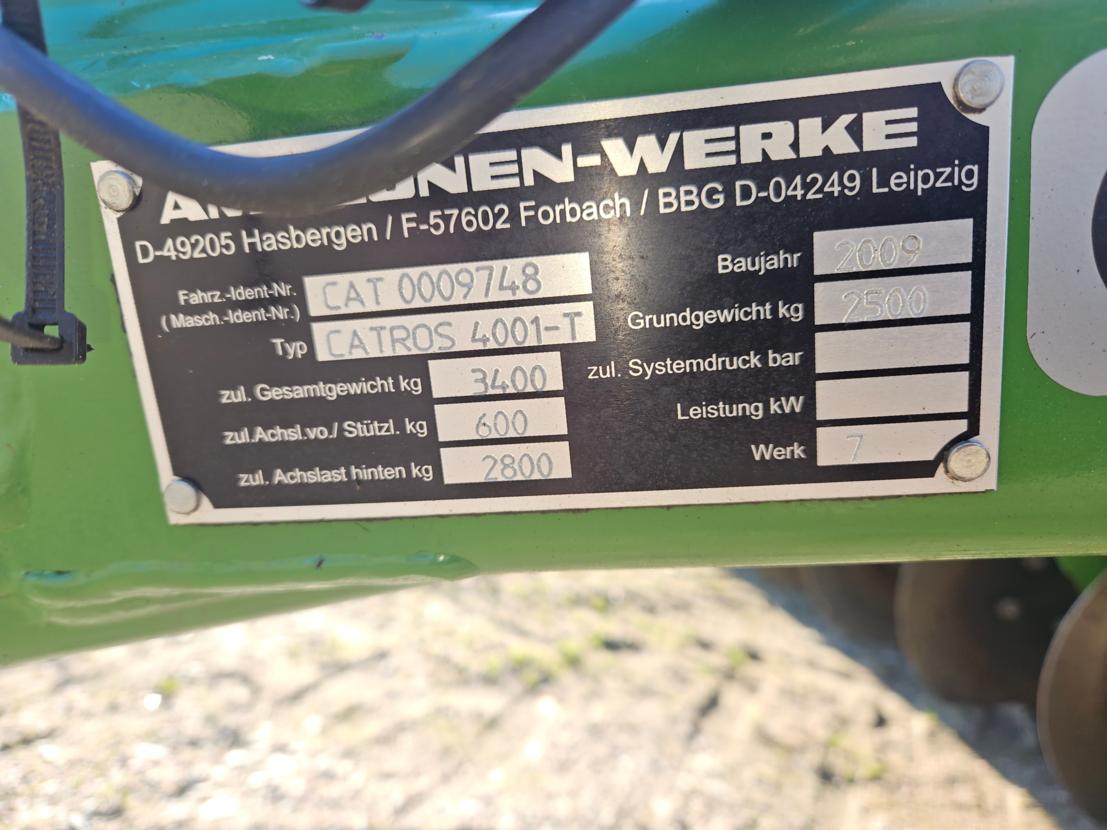 AMAZONEN-WERKE
D-49205 Hasbergen / F-57602 Forbach / BBG D-04249 Leipzig
Fahrz.-Ident-Nr.
(Masch.-Ident-Nr.) CAT 0009748
Typ CATROS 4001-T
zul. Gesamtgewicht kg 3400
zul.Achsl.vo./ Stützl. kg 600
zul. Achslast hinten kg 2800
Baujahr 2009
Grundgewicht kg 2500
zul. Systemdruck bar
Leistung kW
Werk 7